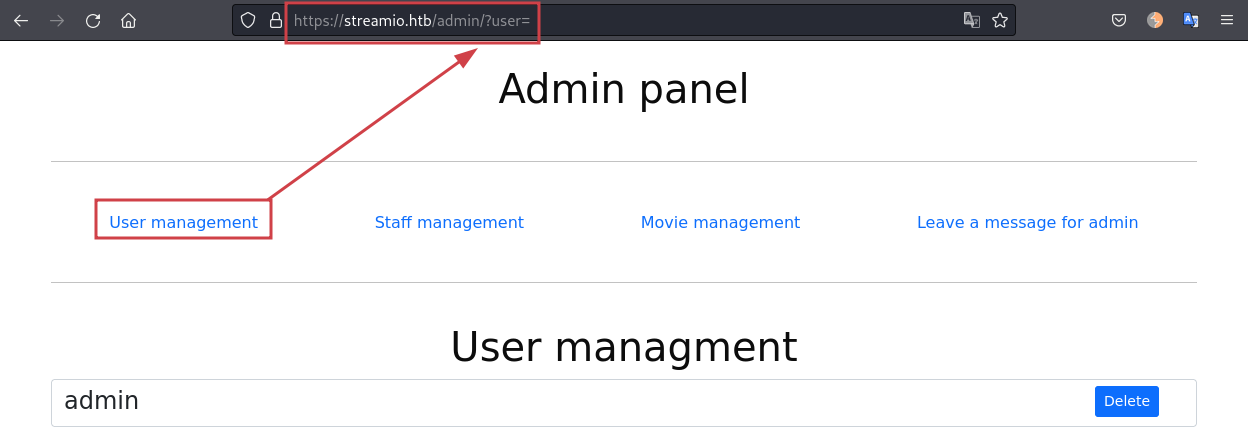 https://streamio.htb/admin/?user=
Admin panel
User management Staff management Movie management Leave a message for admin
User managment
admin Delete